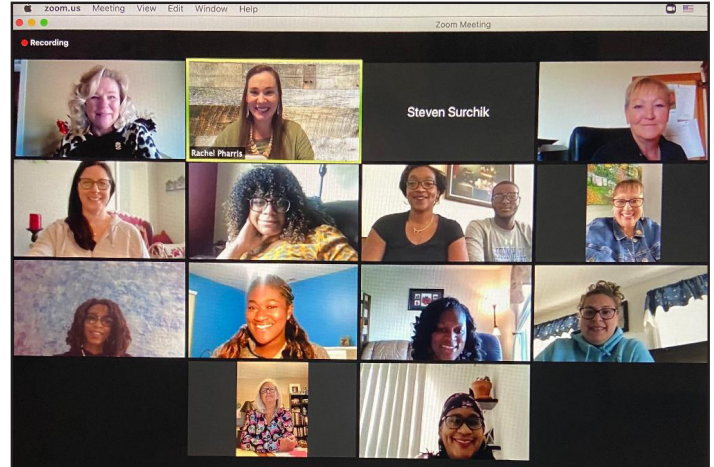 zoom.us Meeting View Edit Window Help
Zoom Meeting
Recording
Steven Surchik
Rachel Pharris